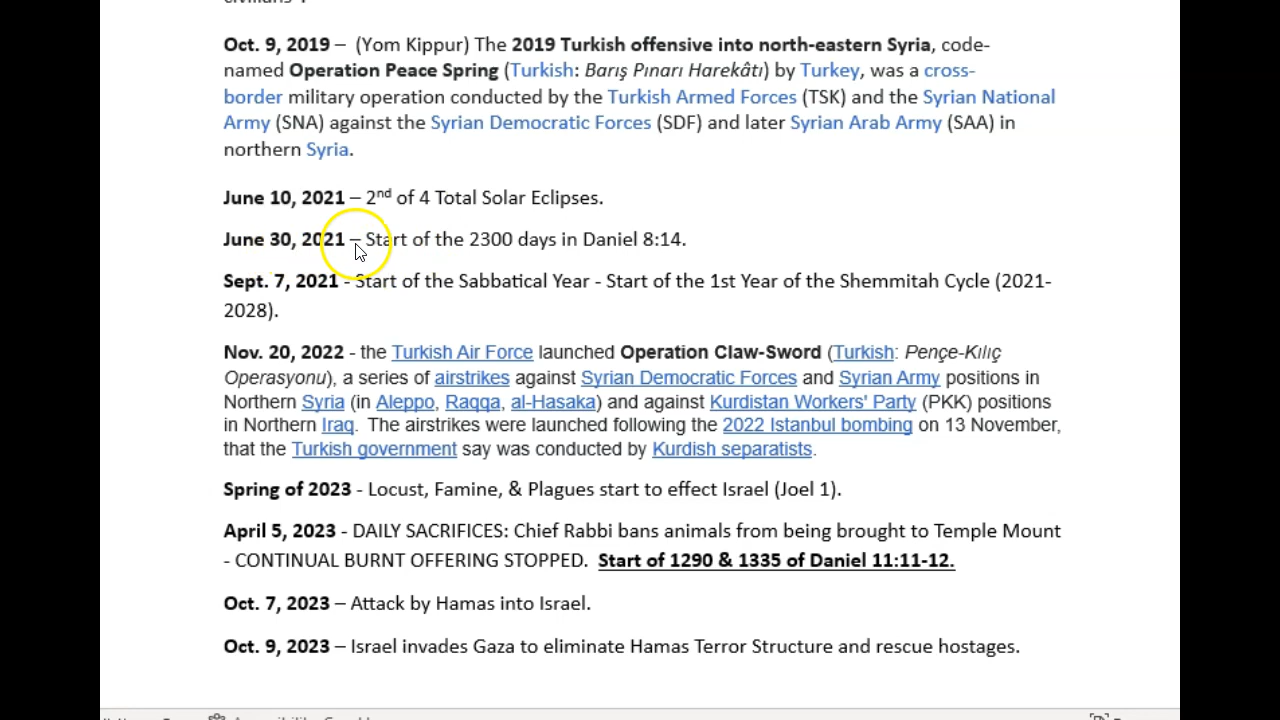 Oct. 9, 2019 – (Yom Kippur) The 2019 Turkish offensive into north-eastern Syria, code-
named Operation Peace Spring (Turkish: Barış Pınarı Harekâtı) by Turkey, was a cross-
border military operation conducted by the Turkish Armed Forces (TSK) and the Syrian National
Army (SNA) against the Syrian Democratic Forces (SDF) and later Syrian Arab Army (SAA) in
northern Syria.
June 10, 2021 – 2nd of 4 Total Solar Eclipses.
June 30, 2021 – Start of the 2300 days in Daniel 8:14.
Sept. 7, 2021 - Start of the Sabbatical Year - Start of the 1st Year of the Shemmitah Cycle (2021-
2028).
Nov. 20, 2022 - the Turkish Air Force launched Operation Claw-Sword (Turkish: Pençe-Kılıç
Operasyonu), a series of airstrikes against Syrian Democratic Forces and Syrian Army positions in
Northern Syria (in Aleppo, Raqqa, al-Hasaka) and against Kurdistan Workers' Party (PKK) positions
in Northern Iraq. The airstrikes were launched following the 2022 Istanbul bombing on 13 November,
that the Turkish government say was conducted by Kurdish separatists.
Spring of 2023 - Locust, Famine, & Plagues start to effect Israel (Joel 1).
April 5, 2023 - DAILY SACRIFICES: Chief Rabbi bans animals from being brought to Temple Mount
- CONTINUAL BURNT OFFERING STOPPED. Start of 1290 & 1335 of Daniel 11:11-12.
Oct. 7, 2023 – Attack by Hamas into Israel.
Oct. 9, 2023 – Israel invades Gaza to eliminate Hamas Terror Structure and rescue hostages.